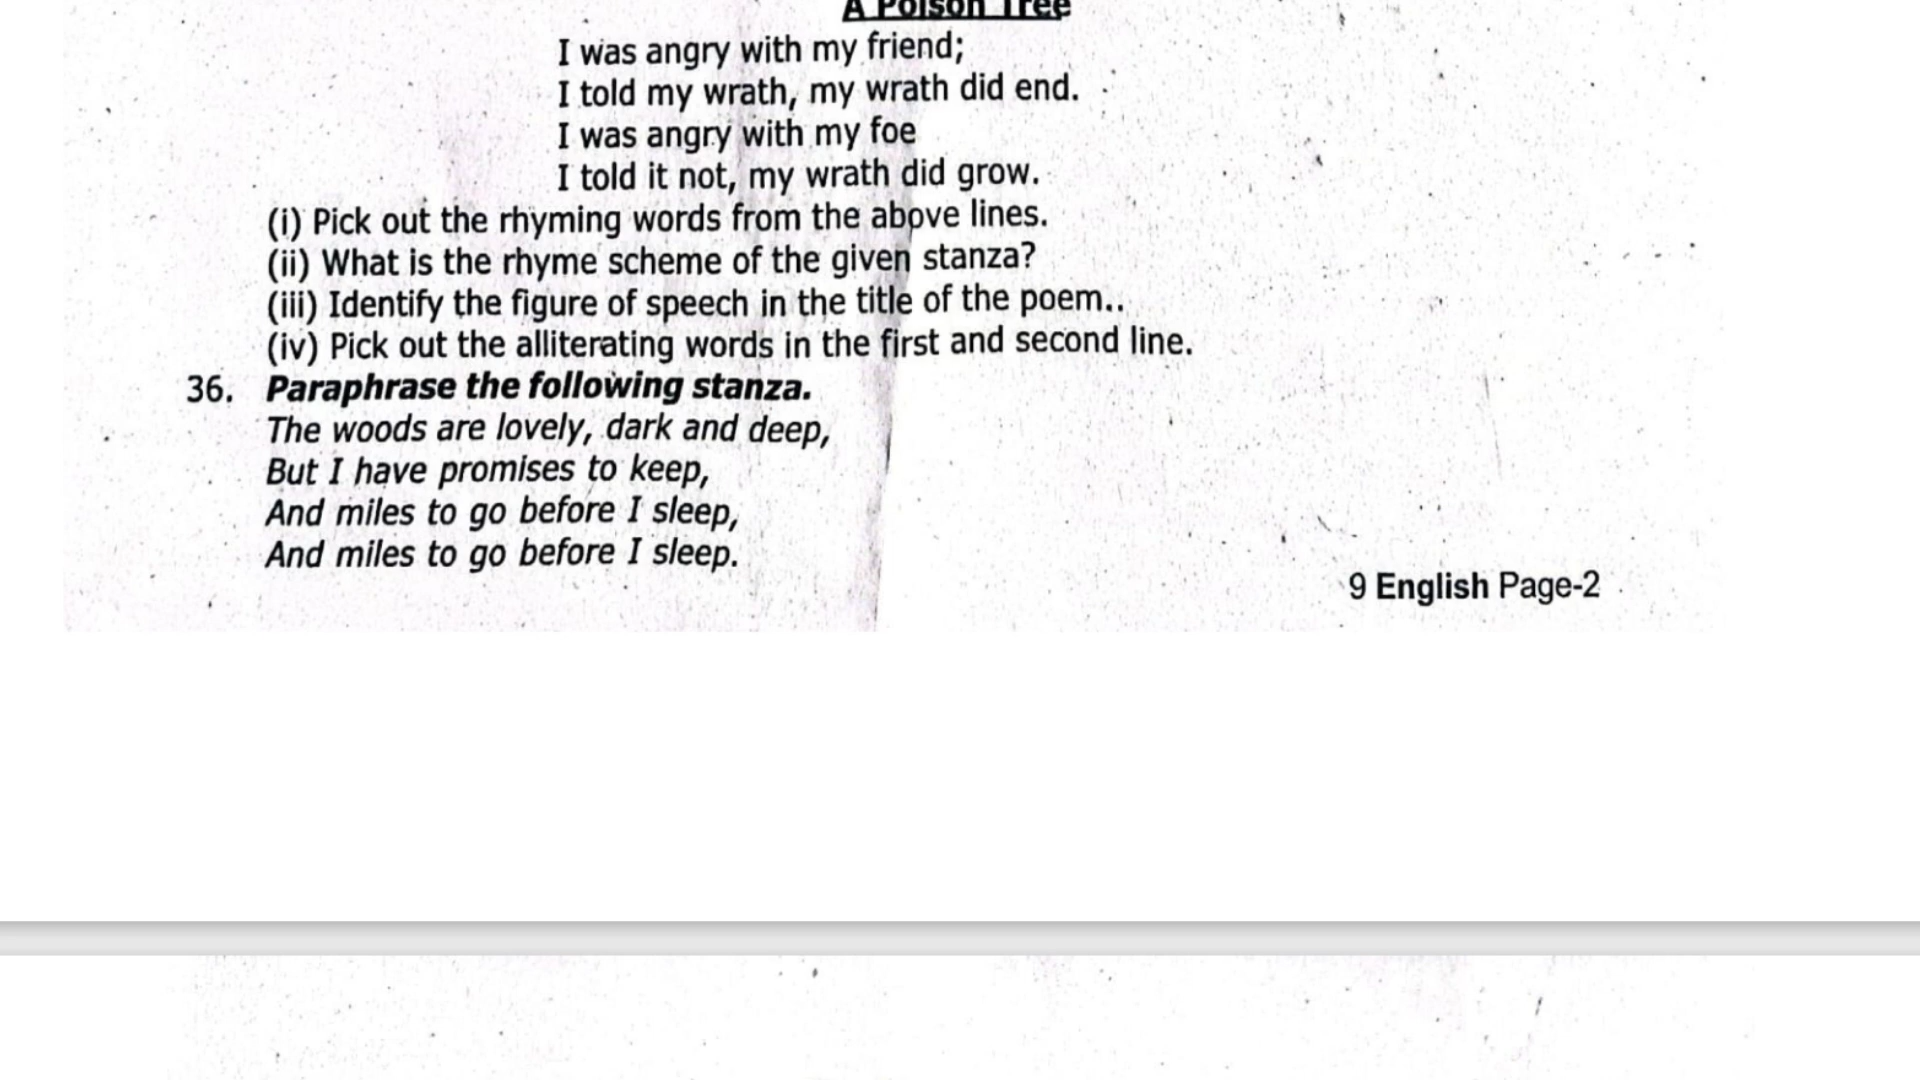 A Poison Tree
I was angry with my friend;
I told my wrath, my wrath did end.
I was angry with my foe
I told it not, my wrath did grow.
(i) Pick out the rhyming words from the above lines.
(ii) What is the rhyme scheme of the given stanza?
(iii) Identify the figure of speech in the title of the poem..
(iv) Pick out the alliterating words in the first and second line.
36. Paraphrase the following stanza.
The woods are lovely, dark and deep,
But I have promises to keep,
And miles to go before I sleep,
And miles to go before I sleep.
9 English Page-2